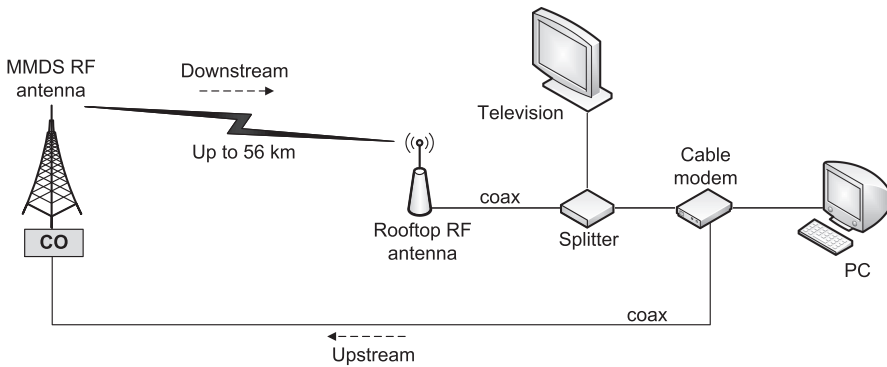 MMDS RF
antenna
Downstream
Up to 56 km
CO
Rooftop RF
antenna
coax
Television
Splitter
Cable
modem
PC
coax
Upstream